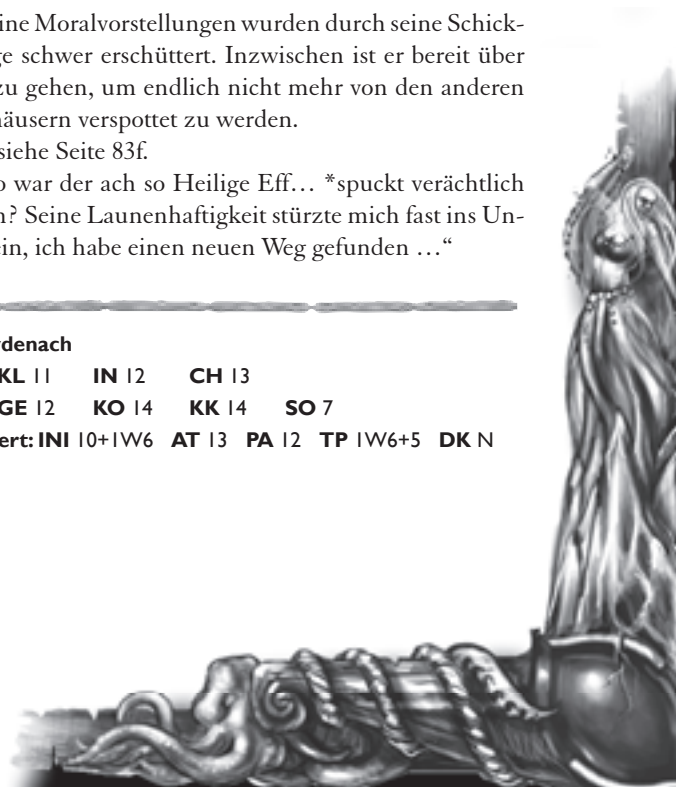 ine Moralvorstellungen wurden durch seine Schick-
ge schwer erschüttert. Inzwischen ist er bereit über
zu gehen, um endlich nicht mehr von den anderen
häusern verspottet zu werden.
siehe Seite 83f.
o war der ach so Heilige Eff… *spuckt verächtlich
n? Seine Launenhaftigkeit stürzte mich fast ins Un-
ein, ich habe einen neuen Weg gefunden …“
denach
KL 11 IN 12 CH 13
GE 12 KO 14 KK 14 SO 7
ert: INI 10+1W6 AT 13 PA 12 TP 1W6+5 DK N